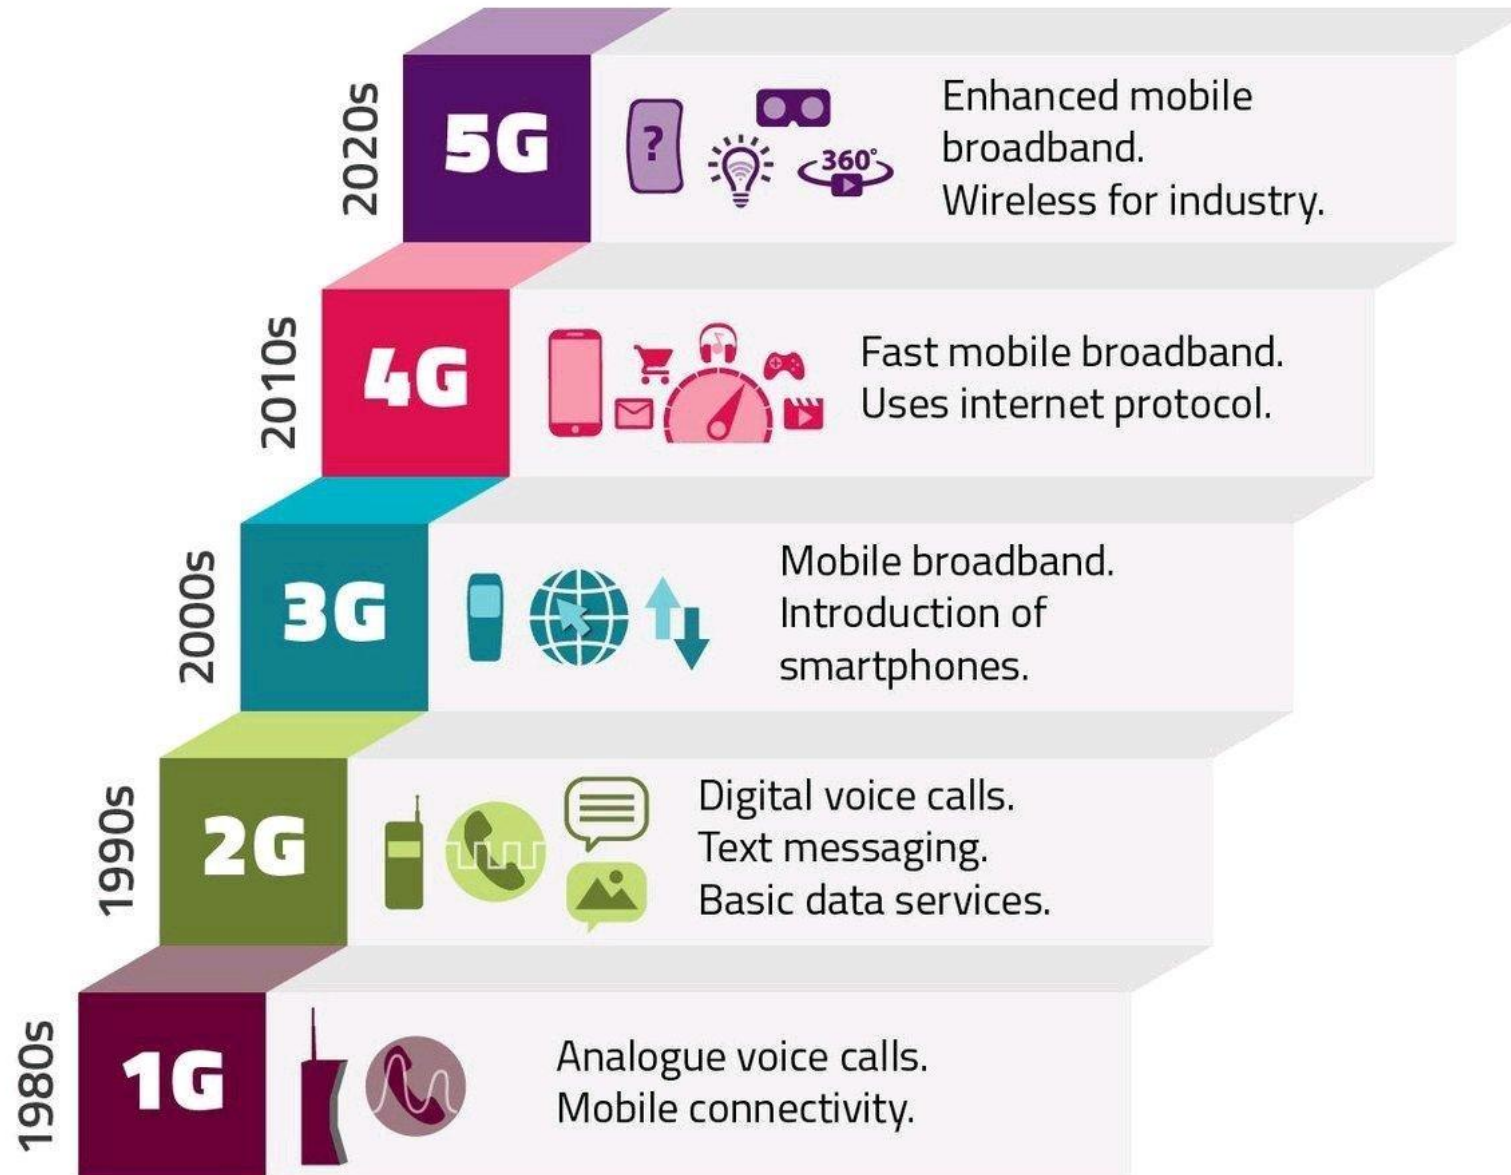 2020s
5G
?
360°
Enhanced mobile
broadband.
Wireless for industry.
2010s
4G
Fast mobile broadband.
Uses internet protocol.
2000s
3G
Mobile broadband.
Introduction of
smartphones.
1990s
2G
Digital voice calls.
Text messaging.
Basic data services.
1980s
1G
Analogue voice calls.
Mobile connectivity.